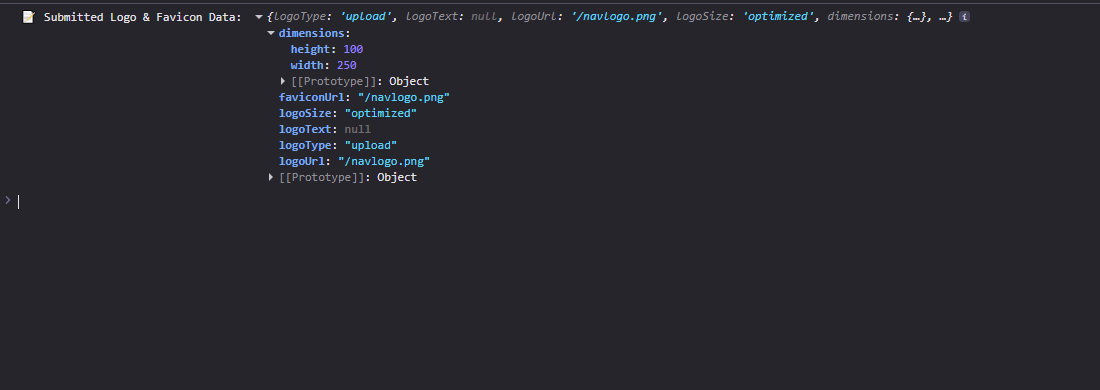 📝 Submitted Logo & Favicon Data: ▼ {logoType: 'upload', logoText: null, logoUrl: '/navlogo.png', logoSize: 'optimized', dimensions: {…}, …} i
▼ dimensions:
height: 100
width: 250
▶ [[Prototype]]: Object
faviconUrl: "/navlogo.png"
logoSize: "optimized"
logoText: null
logoType: "upload"
logoUrl: "/navlogo.png"
▶ [[Prototype]]: Object
>